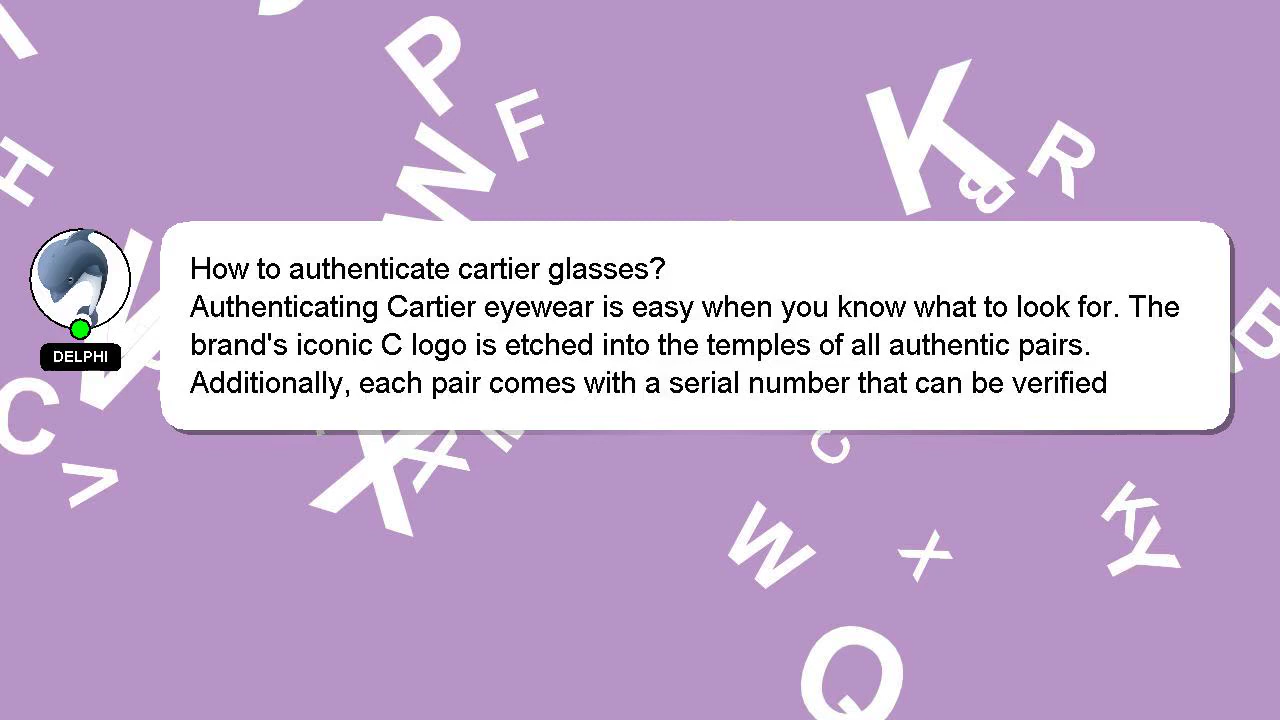 How to authenticate cartier glasses?
Authenticating Cartier eyewear is easy when you know what to look for. The
brand's iconic C logo is etched into the temples of all authentic pairs.
Additionally, each pair comes with a serial number that can be verified
DELPHI
P
F
N
K
R
B
H
B
C
V
X
X
C
W
X
K
Y
Q